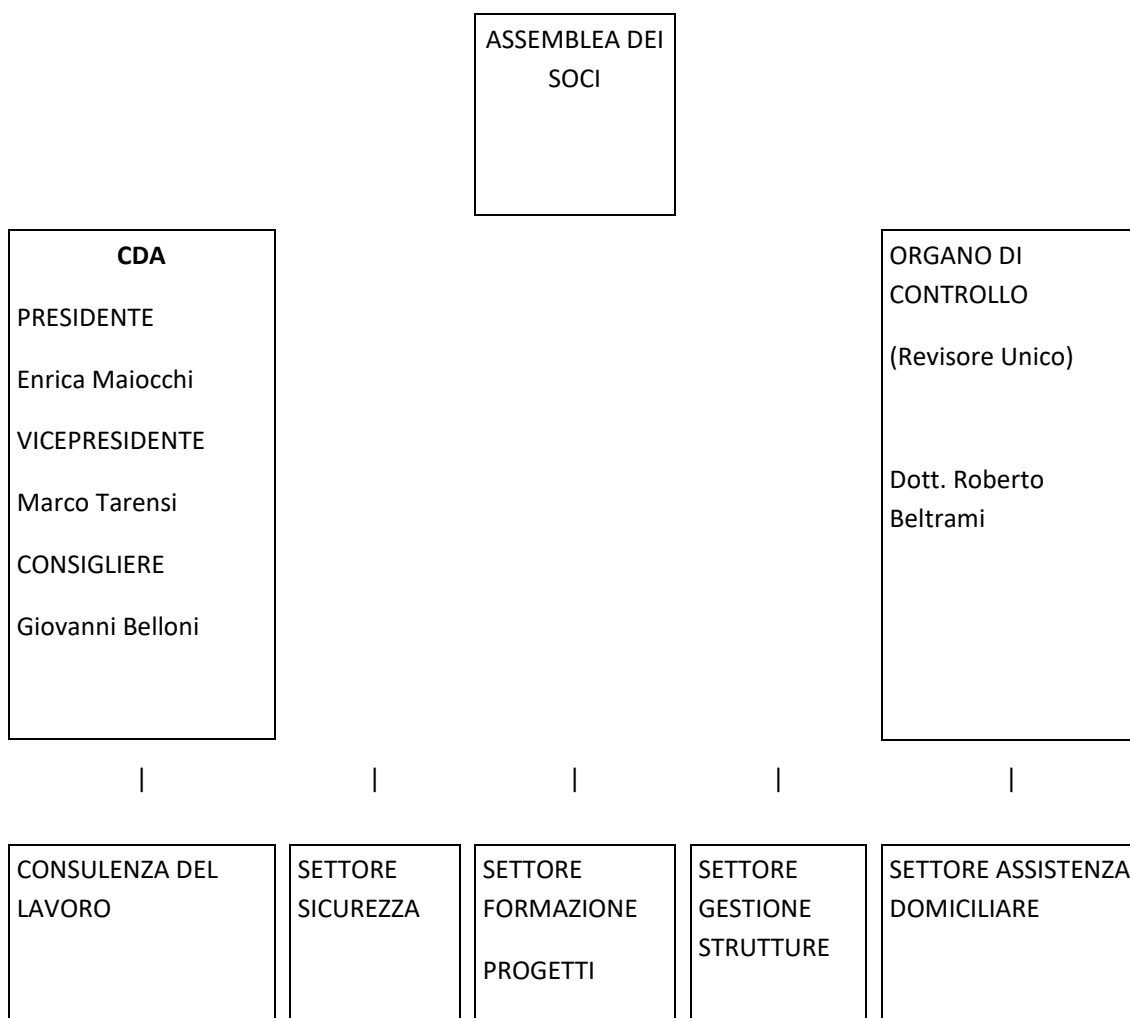 ASSEMBLEA DEI
SOCI
CDA
PRESIDENTE
Enrica Maiocchi
VICEPRESIDENTE
Marco Tarensi
CONSIGLIERE
Giovanni Belloni
ORGANO DI
CONTROLLO
(Revisore Unico)
Dott. Roberto
Beltrami
| | | | |
CONSULENZA DEL
LAVORO
SETTORE
SICUREZZA
SETTORE
FORMAZIONE
PROGETTI
SETTORE
GESTIONE
STRUTTURE
SETTORE ASSISTENZA
DOMICILIARE